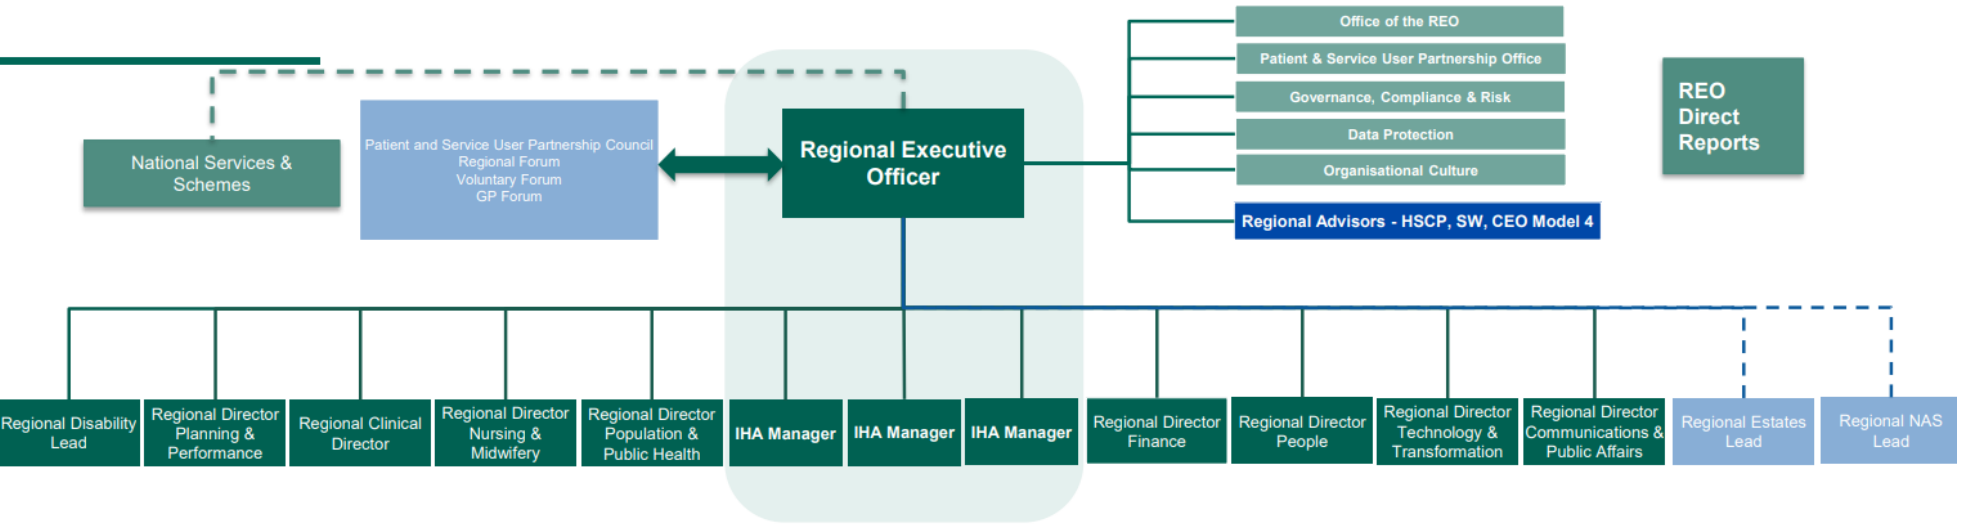 Office of the REO
Patient & Service User Partnership Office
Governance, Compliance & Risk
Data Protection
Organisational Culture
Regional Advisors - HSCP, SW, CEO Model 4
REO
Direct
Reports
National Services &
Schemes
Patient and Service User Partnership Council
Regional Forum
Voluntary Forum
GP Forum
Regional Executive
Officer
Regional Disability
Lead
Regional Director
Planning &
Performance
Regional Clinical
Director
Regional Director
Nursing &
Midwifery
Regional Director
Population &
Public Health
IHA Manager
IHA Manager
IHA Manager
Regional Director
Finance
Regional Director
People
Regional Director
Technology &
Transformation
Regional Director
Communications &
Public Affairs
Regional Estates
Lead
Regional NAS
Lead